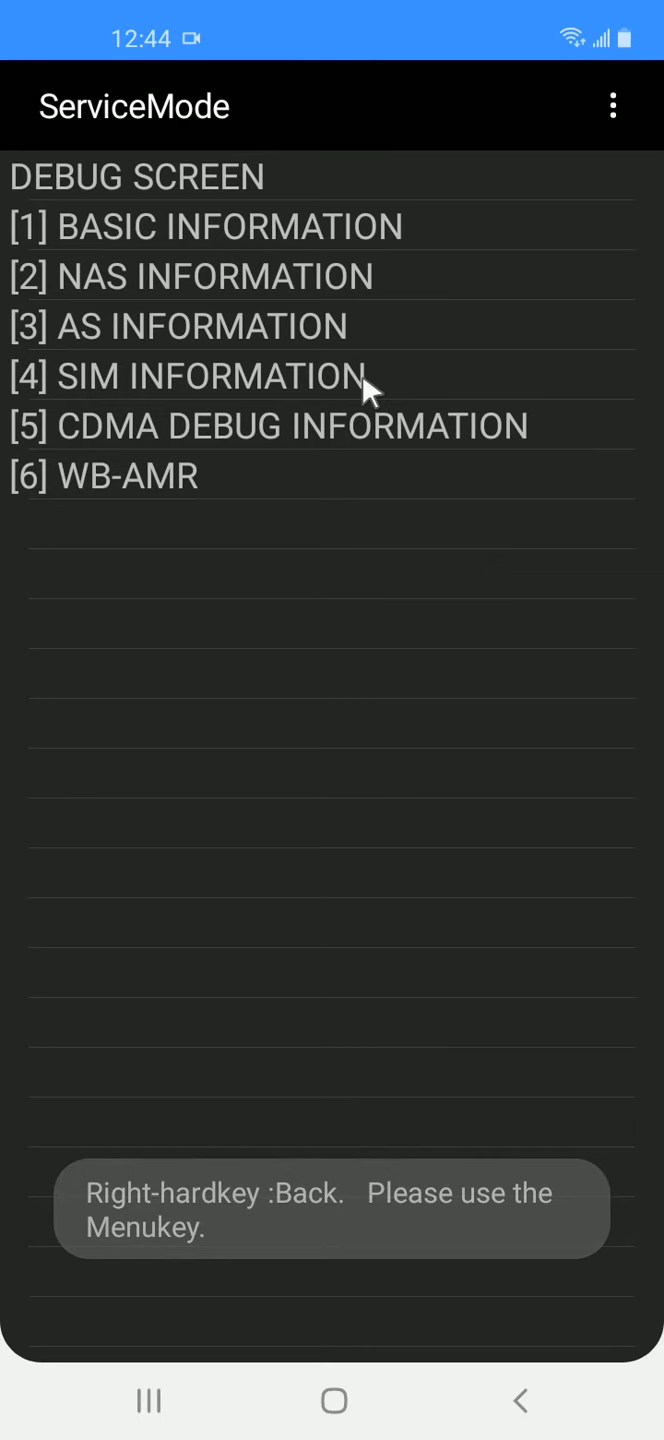 12:44
ServiceMode
DEBUG SCREEN
[1] BASIC INFORMATION
[2] NAS INFORMATION
[3] AS INFORMATION
[4] SIM INFORMATION
[5] CDMA DEBUG INFORMATION
[6] WB-AMR
Right-hardkey :Back.   Please use the
Menukey.